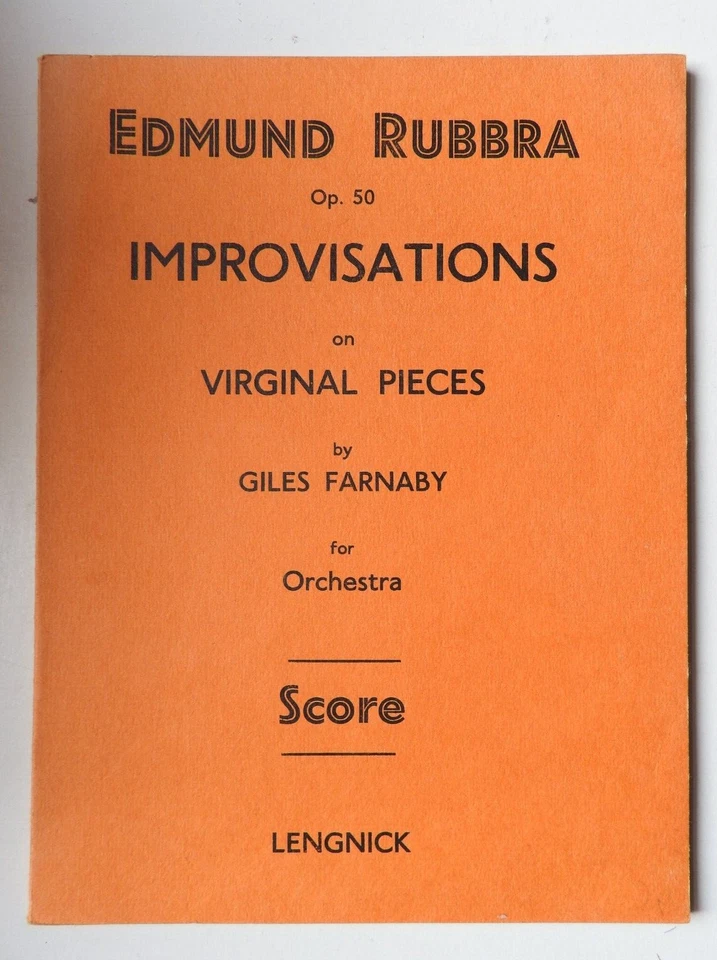 EDMUND RUBBRA
Op. 50
IMPROVISATIONS
on
VIRGINAL PIECES
by
GILES FARNABY
for
Orchestra
Score
LENGNICK